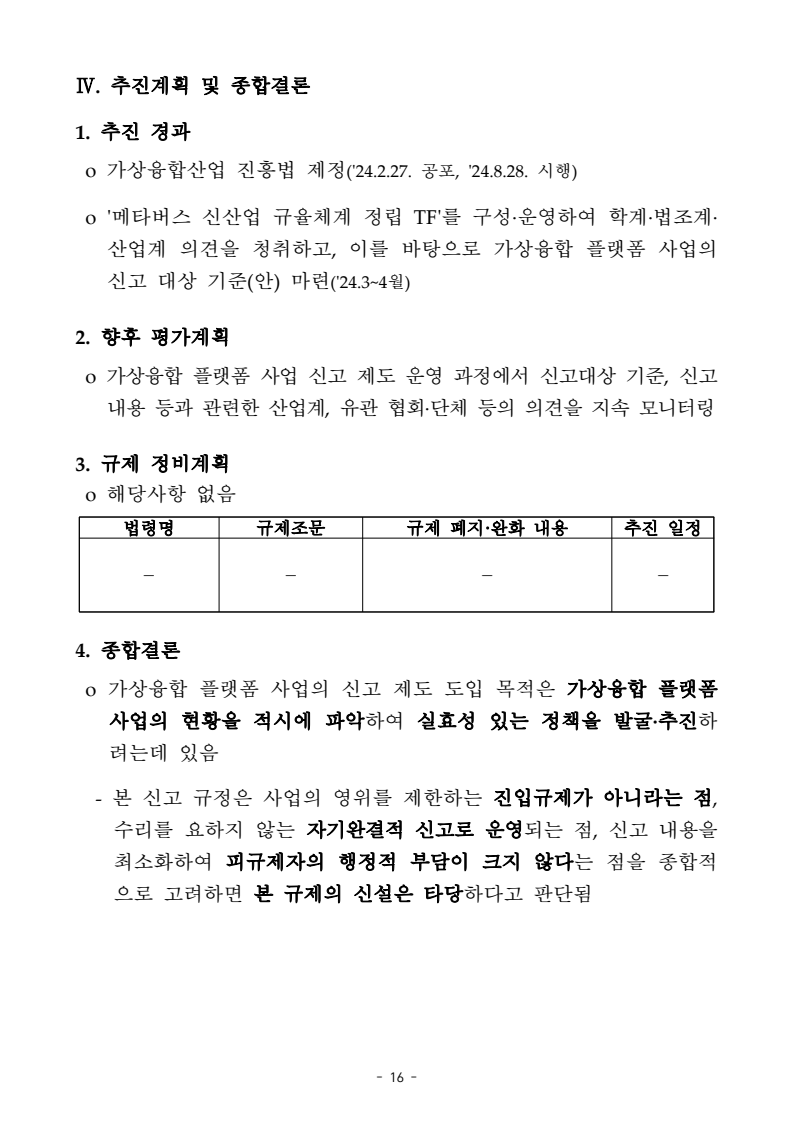 Ⅳ. 추진계획 및 종합결론
1. 추진 경과
o 가상융합산업 진흥법 제정('24.2.27. 공포, '24.8.28. 시행)
o '메타버스 신산업 규율체계 정립 TF'를 구성·운영하여 학계·법조계·
산업계 의견을 청취하고, 이를 바탕으로 가상융합 플랫폼 사업의
신고 대상 기준(안) 마련('24.3~4월)
2. 향후 평가계획
o 가상융합 플랫폼 사업 신고 제도 운영 과정에서 신고대상 기준, 신고
내용 등과 관련한 산업계, 유관 협회·단체 등의 의견을 지속 모니터링
3. 규제 정비계획
o 해당사항 없음
법령명 규제조문 규제 폐지·완화 내용 추진 일정
– – – –
4. 종합결론
o 가상융합 플랫폼 사업의 신고 제도 도입 목적은 가상융합 플랫폼
사업의 현황을 적시에 파악하여 실효성 있는 정책을 발굴·추진하
려는데 있음
- 본 신고 규정은 사업의 영위를 제한하는 진입규제가 아니라는 점,
수리를 요하지 않는 자기완결적 신고로 운영되는 점, 신고 내용을
최소화하여 피규제자의 행정적 부담이 크지 않다는 점을 종합적
으로 고려하면 본 규제의 신설은 타당하다고 판단됨
- 16 -